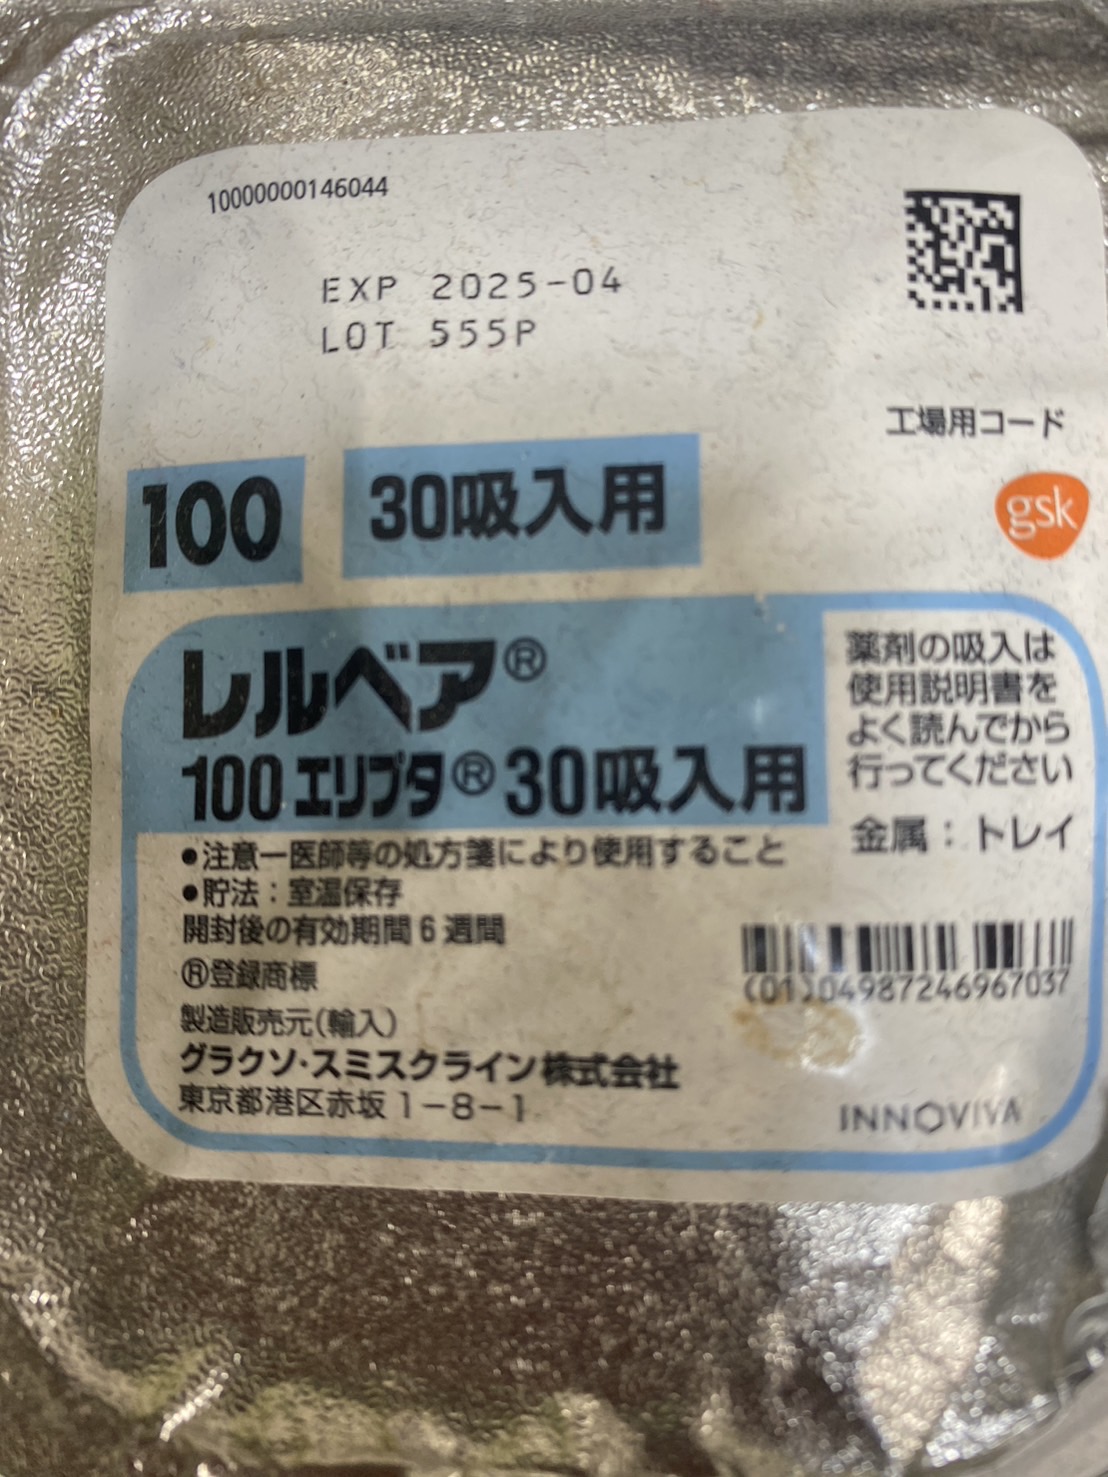 10000000146044
EXP 2025-04
LOT 555P
工場用コード
100
30吸入用
gsk
レルベア®
100エリプタ®30吸入用
●注意－医師等の処方箋により使用すること
●貯法：室温保存
開封後の有効期間6週間
®登録商標
製造販売元(輸入)
グラクソ・スミスクライン株式会社
東京都港区赤坂1-8-1
薬剤の吸入は
使用説明書を
よく読んでから
行ってください
金属：トレイ
(01)04987246967037
INNOVIVA